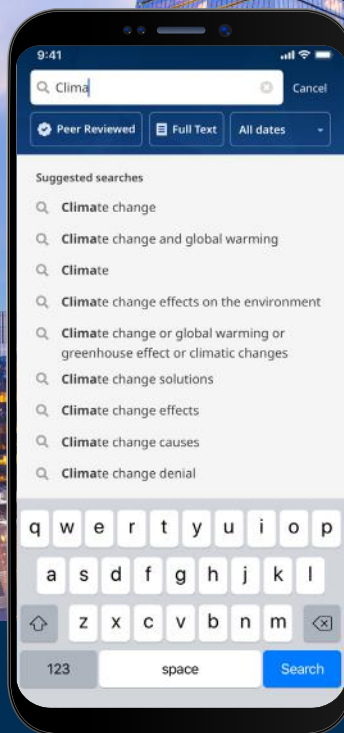 9:41
Clima
Cancel
Peer Reviewed
Full Text
All dates
Suggested searches
Climate change
Climate change and global warming
Climate
Climate change effects on the environment
Climate change or global warming or
greenhouse effect or climatic changes
Climate change solutions
Climate change effects
Climate change causes
Climate change denial
q w e r t y u i o p
a s d f g h j k l
z x c v b n m
123 space Search